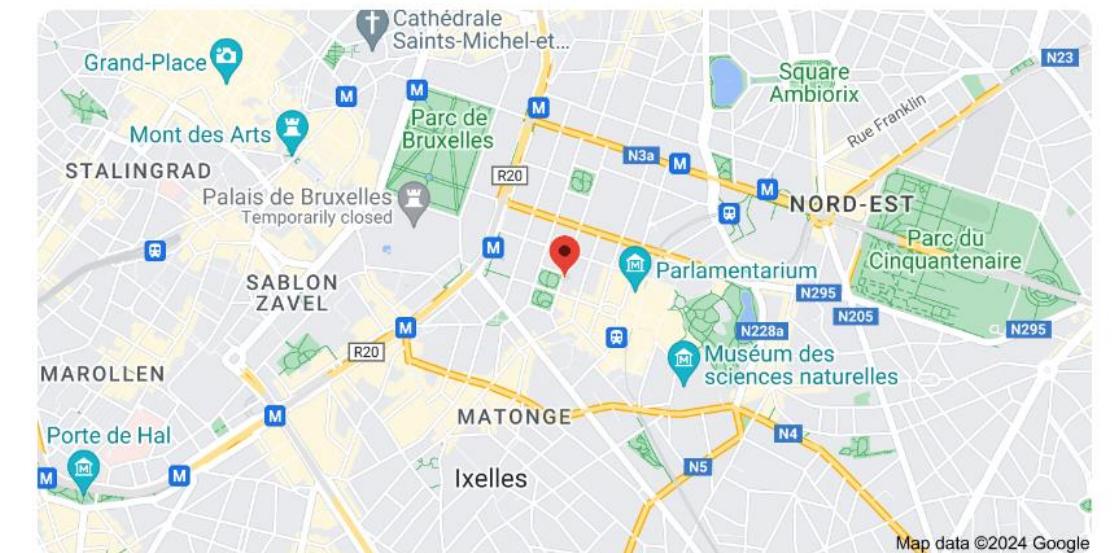 Cathédrale
Saints-Michel-et...
Grand-Place
N23
Square
Ambiorix
M
M
M
Parc de
Bruxelles
Rue Franklin
Mont des Arts
N3a
M
STALINGRAD
R20
M
Palais de Bruxelles
Temporarily closed
NORD-EST
M
Parc du
Cinquantenaire
Parlamentarium
SABLON
ZAVEL
N295
N205
N295
M
N228a
R20
Muséum des
sciences naturelles
MAROLLEN
M
MATONGE
Porte de Hal
N4
M
M
N5
Ixelles
Map data ©2024 Google